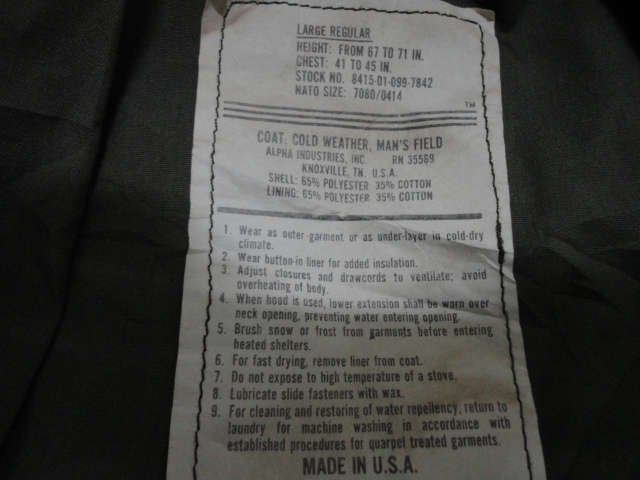 LARGE REGULAR
HEIGHT: FROM 67 TO 71 IN.
CHEST: 41 TO 45 IN.
STOCK NO. 8415-01-099-7842
NATO SIZE: 7080/0414
TM
COAT, COLD WEATHER, MAN'S FIELD
ALPHA INDUSTRIES, INC. RN 35589
KNOXVILLE, TN. U.S.A.
SHELL: 65% POLYESTER 35% COTTON
LINING: 65% POLYESTER 35% COTTON
1. Wear as outer garment or as under-layer in cold-dry
climate.
2. Wear button-in liner for added insulation.
3. Adjust closures and drawcords to ventilate; avoid
overheating of body.
4. When hood is used, lower extension shall be worn over
neck opening, preventing water entering opening.
5. Brush snow or frost from garments before entering
heated shelters.
6. For fast drying, remove liner from coat.
7. Do not expose to high temperature of a stove.
8. Lubricate slide fasteners with wax.
9. For cleaning and restoring of water repellency, return to
laundry for machine washing in accordance with
established procedures for quarpel treated garments.
MADE IN U.S.A.